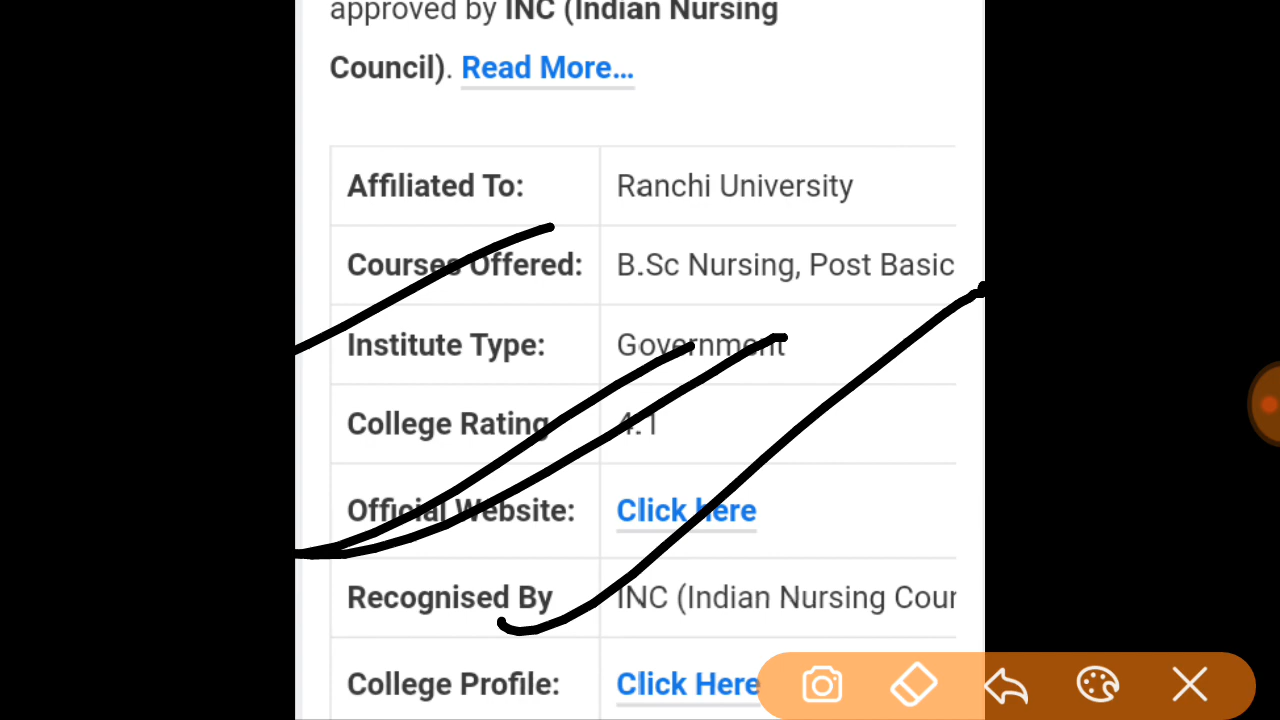 approved by INC (Indian Nursing
Council). Read More...
Affiliated To: Ranchi University
Courses Offered: B.Sc Nursing, Post Basic
Institute Type: Government
College Rating 4.1
Official Website: Click here
Recognised By INC (Indian Nursing Cour
College Profile: Click Here